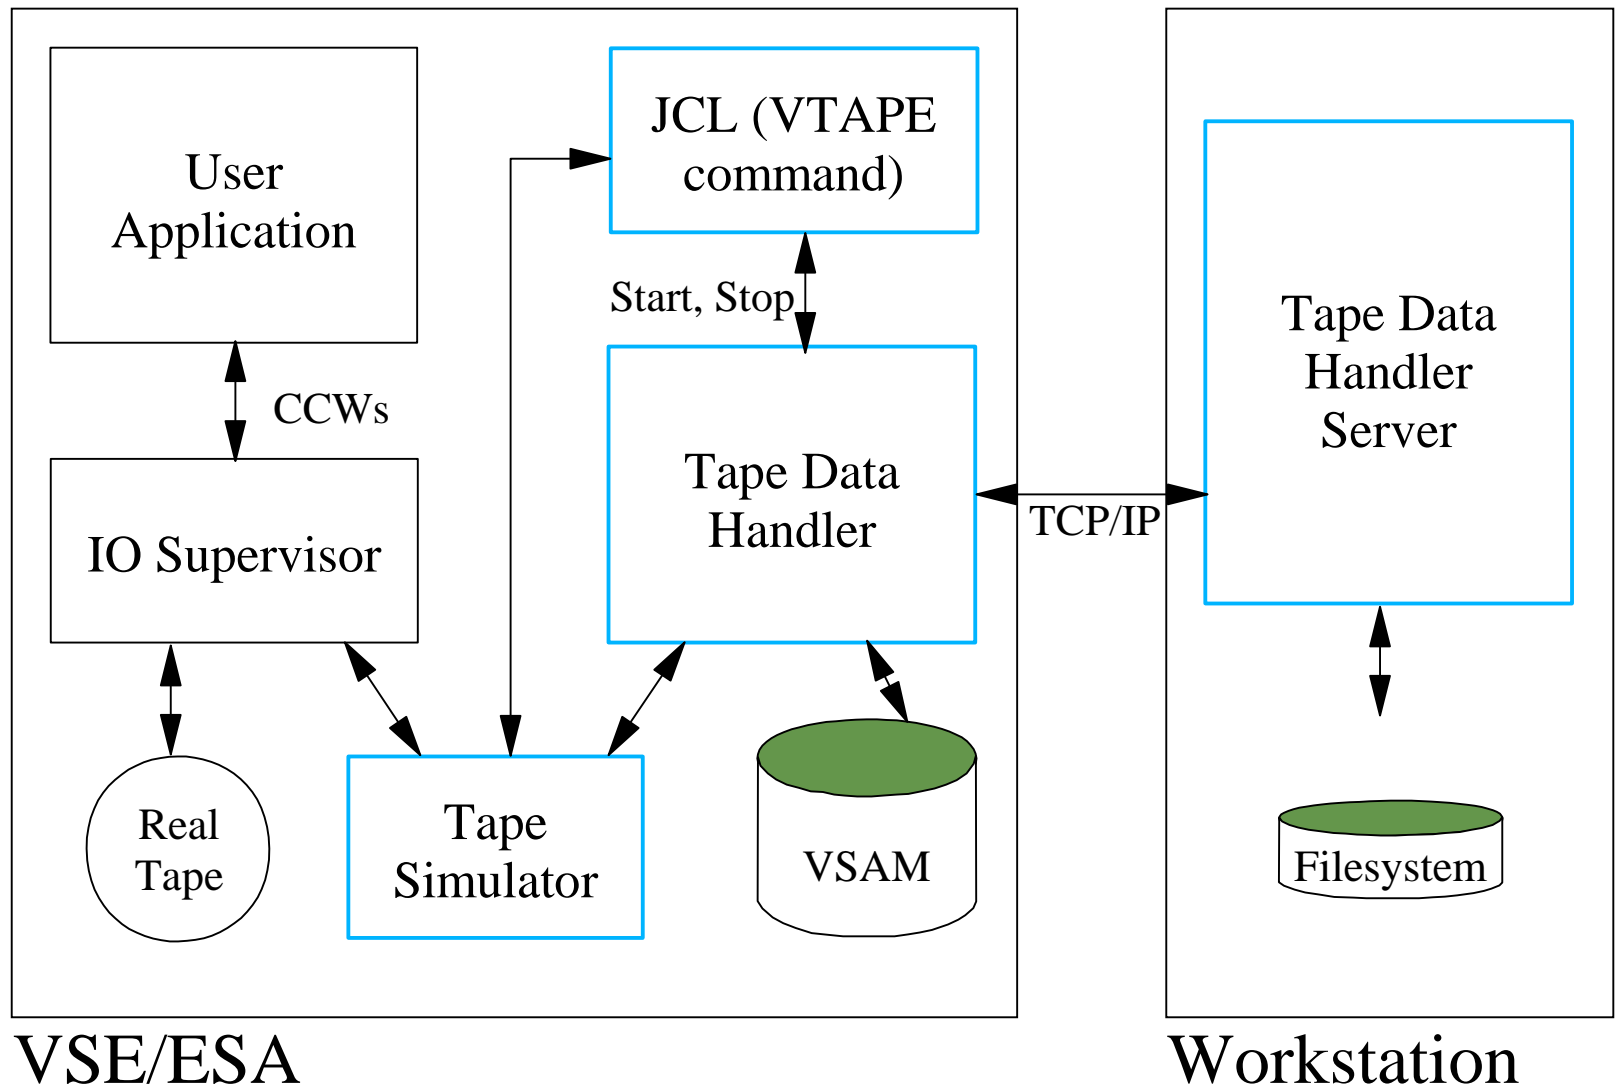 User
Application
JCL (VTAPE
command)
Start, Stop
CCWs
IO Supervisor
Tape Data
Handler
TCP/IP
Tape Data
Handler
Server
Real
Tape
Tape
Simulator
VSAM
Filesystem
VSE/ESA
Workstation